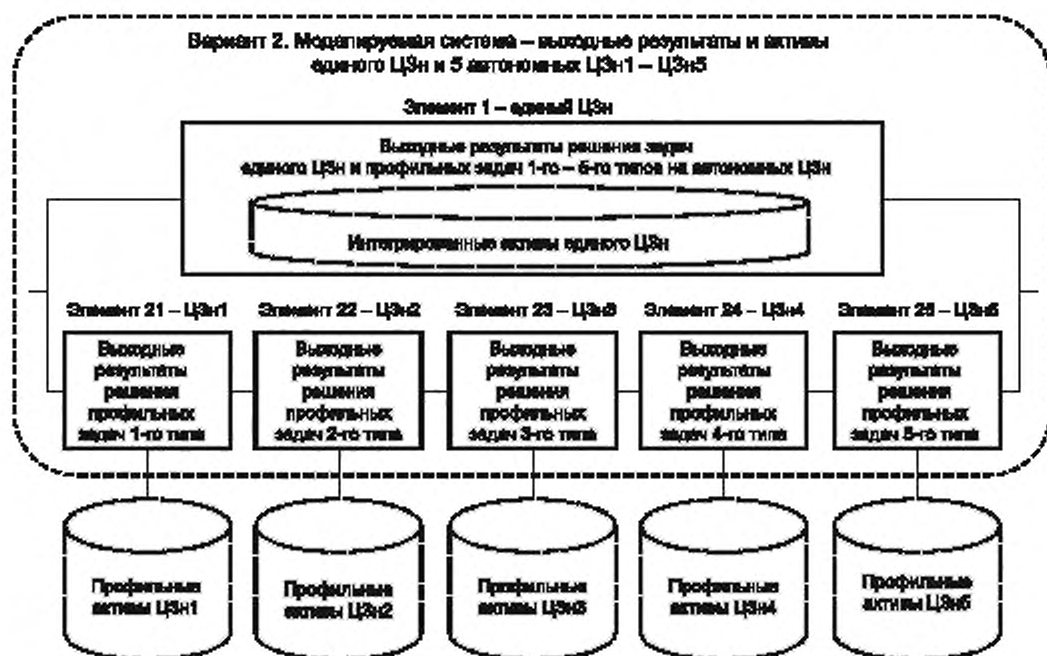 Вариант 2. Моделируемая система – выходные результаты и активы
единого ЦЗн и 5 автономных ЦЗн1 – ЦЗн5
Элемент 1 – единый ЦЗн
Выходные результаты решения задач
единого ЦЗн и профильных задач 1-го – 5-го типов на автономных ЦЗн
Интегрированные активы единого ЦЗн
Элемент 21 – ЦЗн1
Элемент 22 – ЦЗн2
Элемент 23 – ЦЗн3
Элемент 24 – ЦЗн4
Элемент 25 – ЦЗн5
Выходные
результаты
решения
профильных
задач 1-го типа
Выходные
результаты
решения
профильных
задач 2-го типа
Выходные
результаты
решения
профильных
задач 3-го типа
Выходные
результаты
решения
профильных
задач 4-го типа
Выходные
результаты
решения
профильных
задач 5-го типа
Профильные
активы ЦЗн1
Профильные
активы ЦЗн2
Профильные
активы ЦЗн3
Профильные
активы ЦЗн4
Профильные
активы ЦЗн5